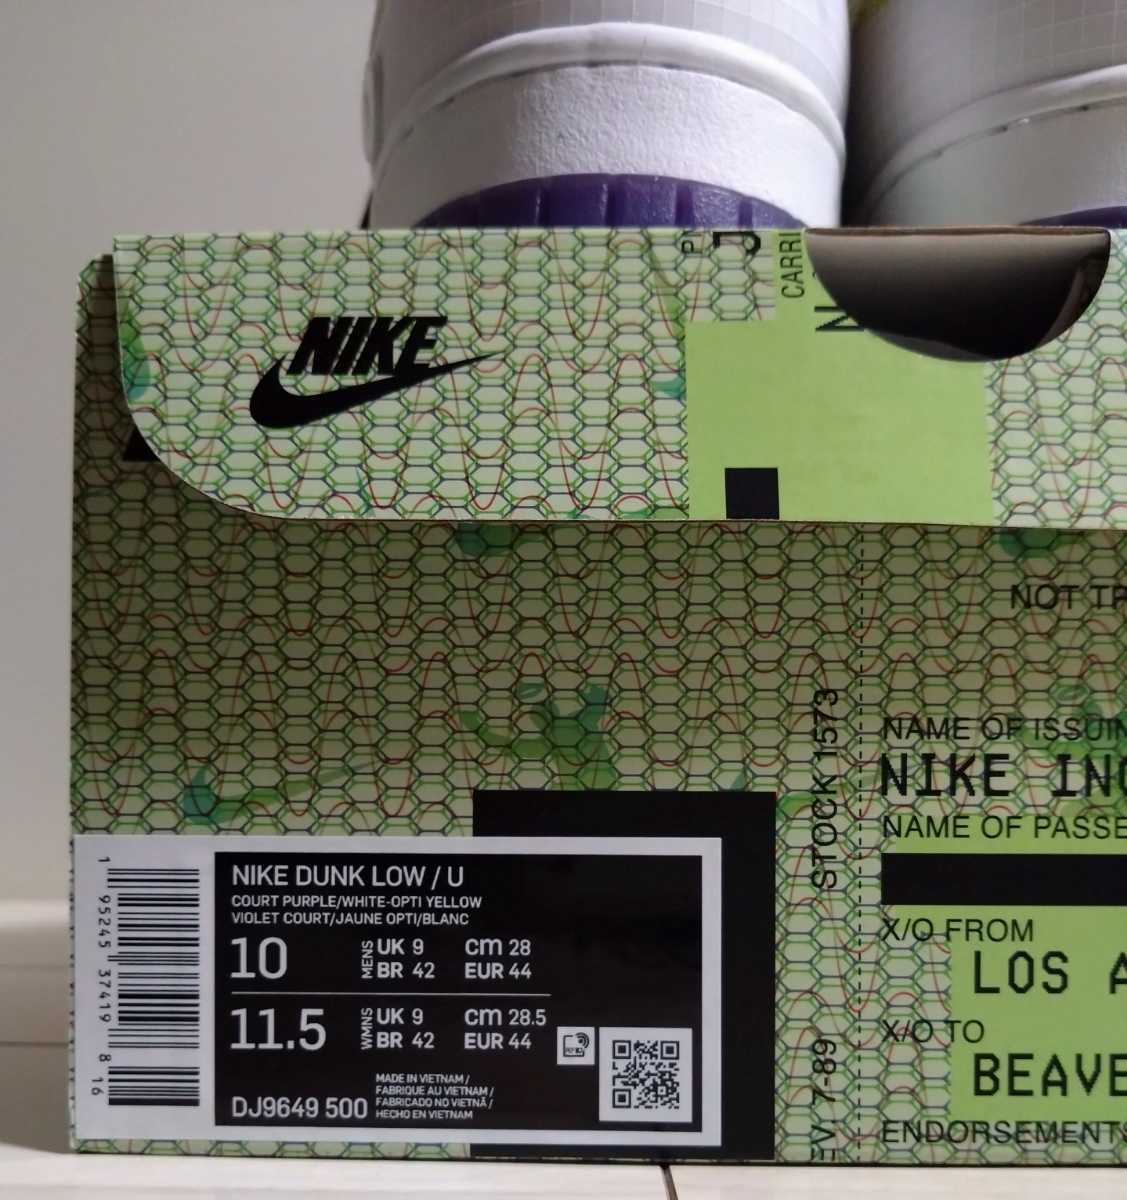 NIKE
CARRI
NOT TR
STOCK 1573
7-89
NAME OF ISSUIN
NIKE INC
NAME OF PASSE
X/O FROM
LOS A
X/O TO
BEAVE
ENDORSEMENTS
NIKE DUNK LOW / U
COURT PURPLE/WHITE-OPTI YELLOW
VIOLET COURT/JAUNE OPTI/BLANC
10 MENS UK 9 cm 28
BR 42 EUR 44
11.5 WMNS UK 9 cm 28.5
BR 42 EUR 44
MADE IN VIETNAM /
FABRIQUE AU VIETNAM /
FABRICADO NO VIETNÃ /
HECHO EN VIETNAM
DJ9649 500
1 95245 37419 8 16